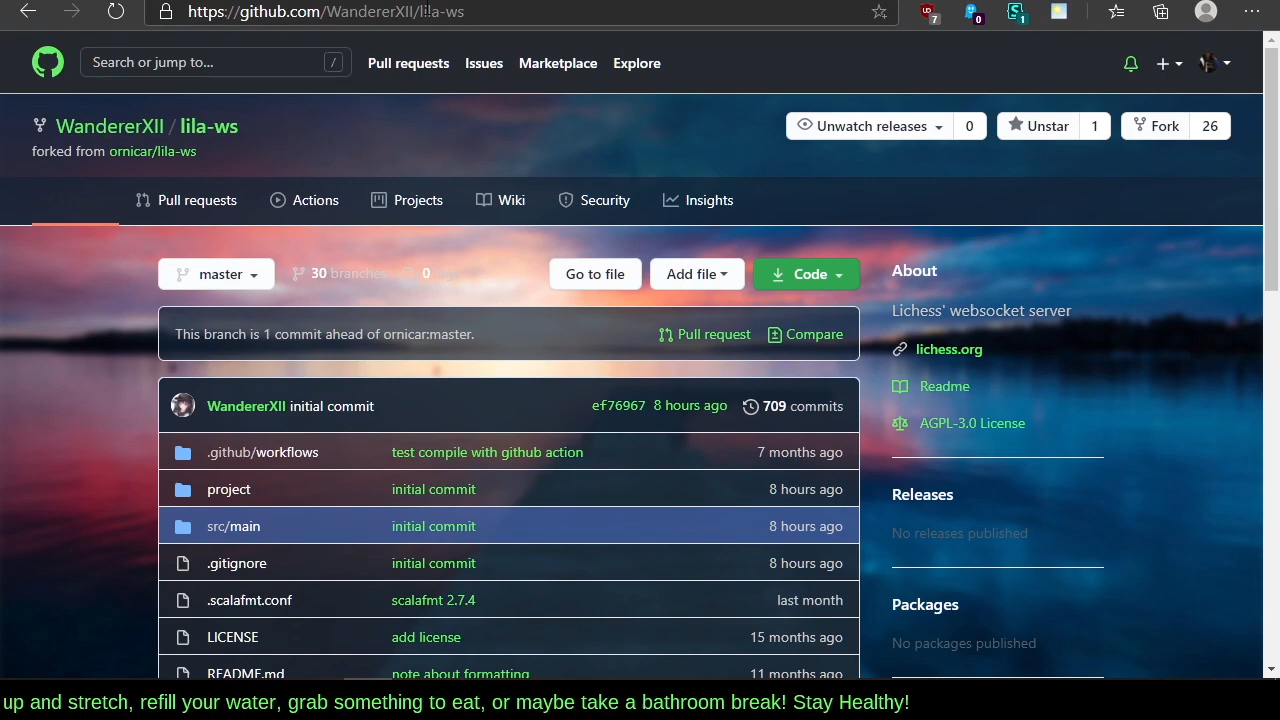 https://github.com/WandererXII/lila-ws
7
0
1
Search or jump to...
/
Pull requests
Issues
Marketplace
Explore
WandererXII / lila-ws
forked from ornicar/lila-ws
Unwatch releases
0
Unstar
1
Fork
26
Pull requests
Actions
Projects
Wiki
Security
Insights
master
30 branches
0
Go to file
Add file
Code
This branch is 1 commit ahead of ornicar:master.
Pull request
Compare
WandererXII initial commit
ef76967 8 hours ago
709 commits
.github/workflows
test compile with github action
7 months ago
project
initial commit
8 hours ago
src/main
initial commit
8 hours ago
.gitignore
initial commit
8 hours ago
.scalafmt.conf
scalafmt 2.7.4
last month
LICENSE
add license
15 months ago
README.md
note about formatting
11 months ago
About
Lichess' websocket server
lichess.org
Readme
AGPL-3.0 License
Releases
No releases published
Packages
No packages published
up and stretch, refill your water, grab something to eat, or maybe take a bathroom break! Stay Healthy!